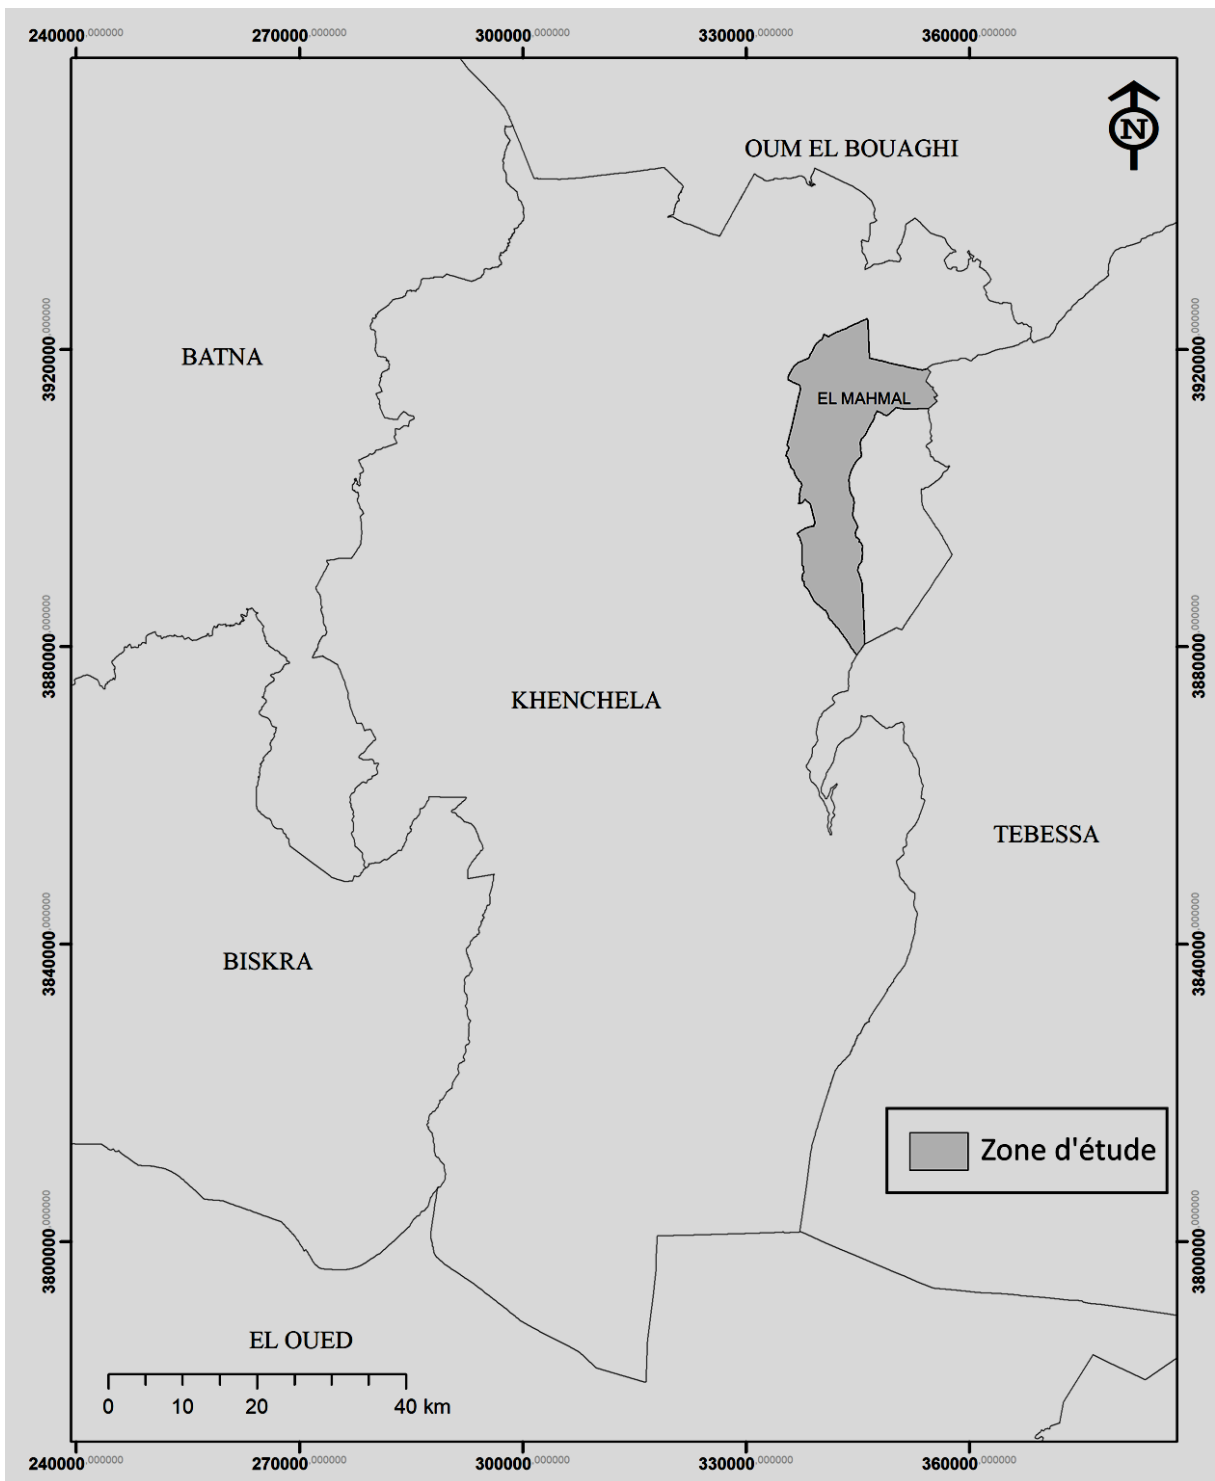 240000,000000 270000,000000 300000,000000 330000,000000 360000,000000
N
OUM EL BOUAGHI
3920000,000000
BATNA
3920000,000000
EL MAHMAL
3880000,000000
3880000,000000
KHENCHELA
TEBESSA
3840000,000000
BISKRA
3840000,000000
Zone d'étude
3800000,000000
3800000,000000
EL OUED
0 10 20 40 km
240000,000000 270000,000000 300000,000000 330000,000000 360000,000000